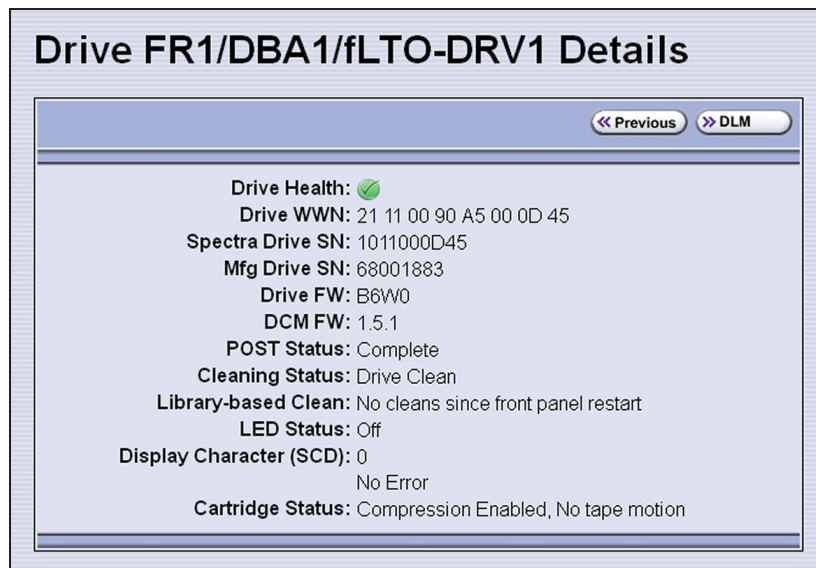 Drive FR1/DBA1/fLTO-DRV1 Details
Previous DLM
Drive Health:
Drive WWN: 21 11 00 90 A5 00 0D 45
Spectra Drive SN: 1011000D45
Mfg Drive SN: 68001883
Drive FW: B6W0
DCM FW: 1.5.1
POST Status: Complete
Cleaning Status: Drive Clean
Library-based Clean: No cleans since front panel restart
LED Status: Off
Display Character (SCD): 0
No Error
Cartridge Status: Compression Enabled, No tape motion